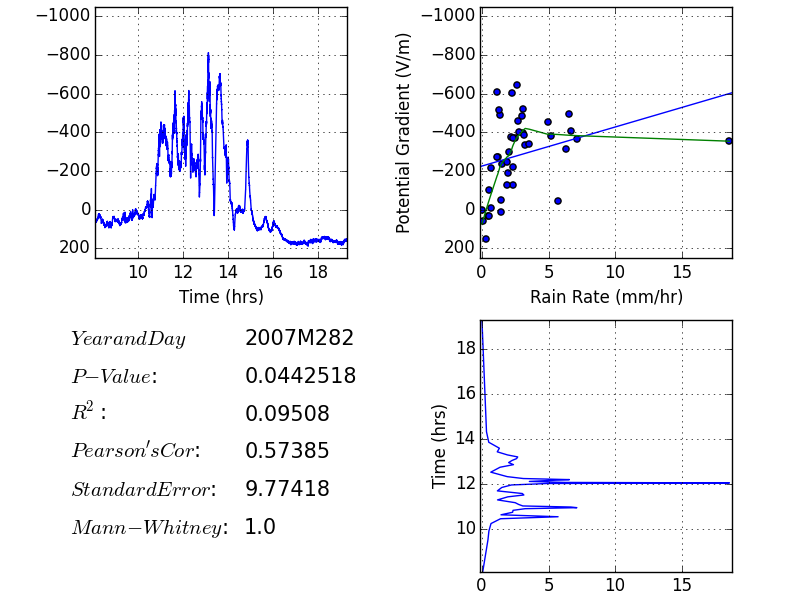 −1000
−800
−600
−400
−200
0
200
10 12 14 16 18
Time (hrs)
Potential Gradient (V/m)
−1000
−800
−600
−400
−200
0
200
0 5 10 15
Rain Rate (mm/hr)
YearandDay 2007M282
P−Value: 0.0442518
R²: 0.09508
Pearson'sCor: 0.57385
StandardError: 9.77418
Mann−Whitney: 1.0
Time (hrs)
18
16
14
12
10
0 5 10 15